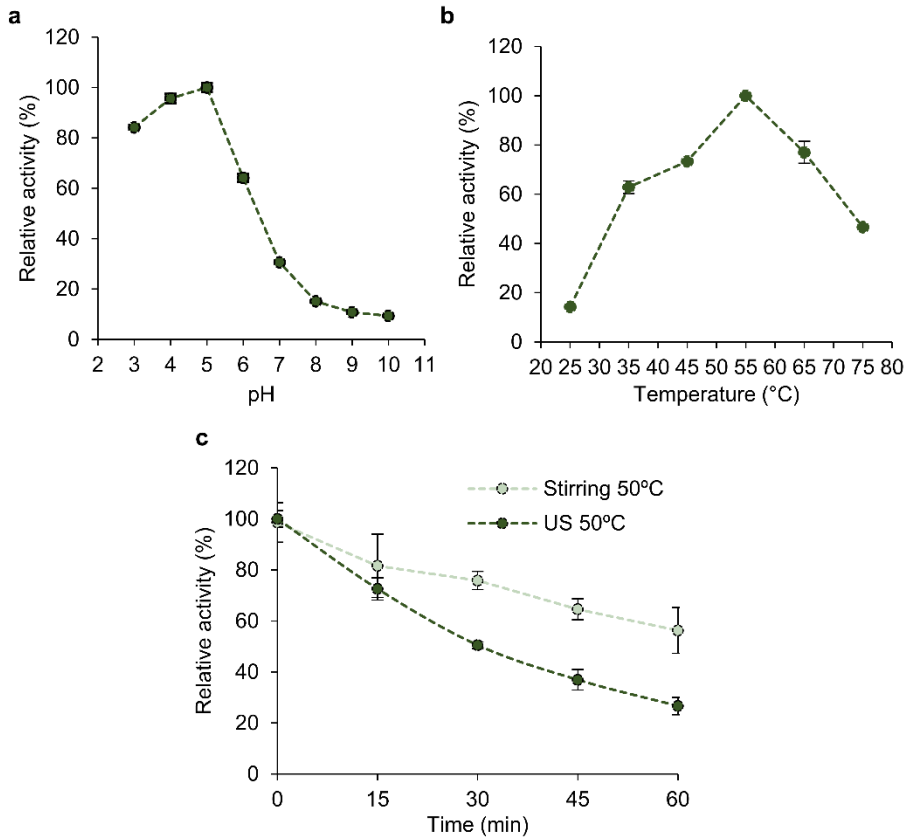 a
120
100
80
60
40
20
0
Relative activity (%)
2 3 4 5 6 7 8 9 10 11
pH
b
120
100
80
60
40
20
0
Relative activity (%)
20 25 30 35 40 45 50 55 60 65 70 75 80
Temperature (°C)
c
120
100
80
60
40
20
0
Relative activity (%)
Stirring 50ºC
US 50ºC
0 15 30 45 60
Time (min)